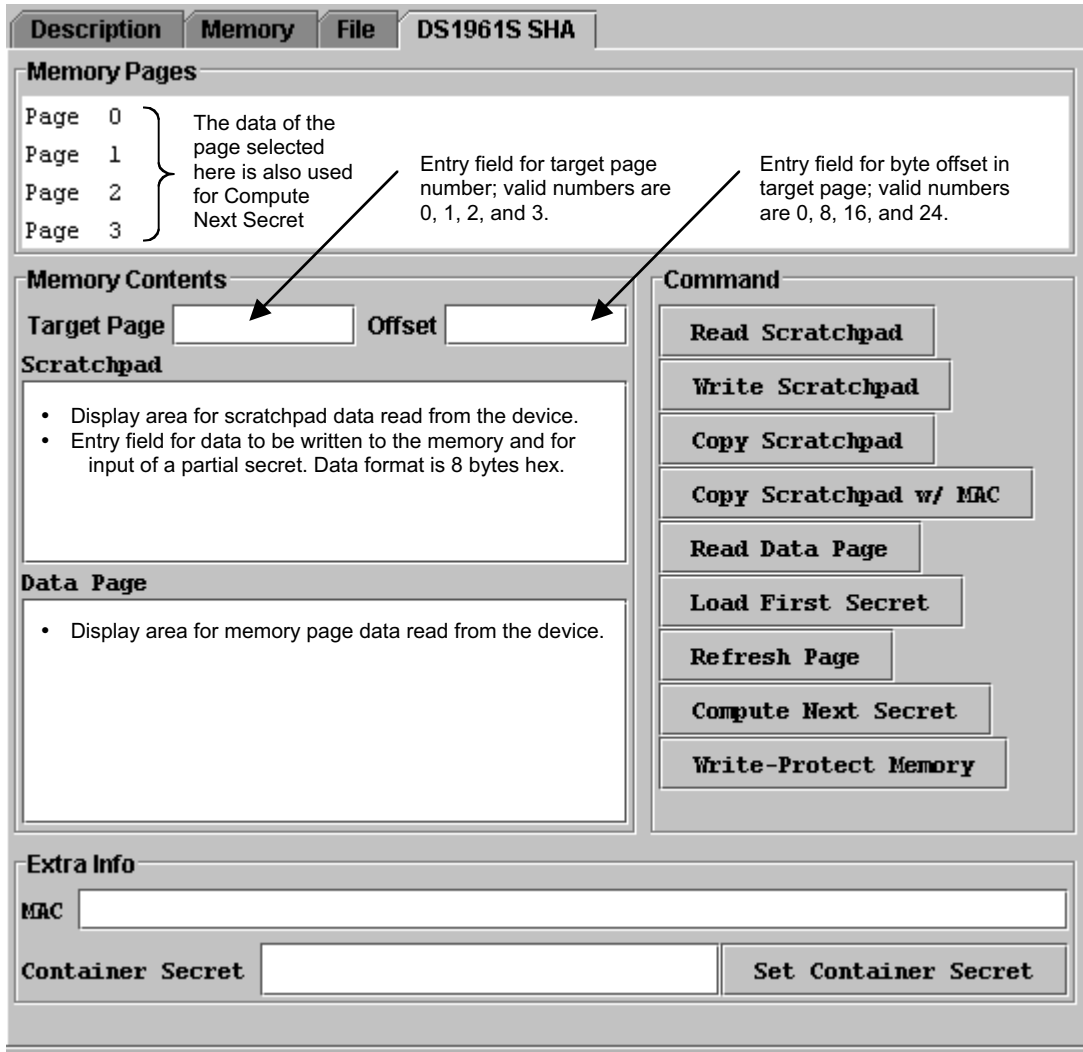 Description Memory File DS1961S SHA
Memory Pages
Page 0
Page 1
Page 2
Page 3
The data of the
page selected
here is also used
for Compute
Next Secret
Entry field for target page
number; valid numbers are
0, 1, 2, and 3.
Entry field for byte offset in
target page; valid numbers
are 0, 8, 16, and 24.
Memory Contents
Target Page Offset
Scratchpad
• Display area for scratchpad data read from the device.
• Entry field for data to be written to the memory and for
input of a partial secret. Data format is 8 bytes hex.
Data Page
• Display area for memory page data read from the device.
Command
Read Scratchpad
Write Scratchpad
Copy Scratchpad
Copy Scratchpad w/ MAC
Read Data Page
Load First Secret
Refresh Page
Compute Next Secret
Write-Protect Memory
Extra Info
MAC
Container Secret Set Container Secret